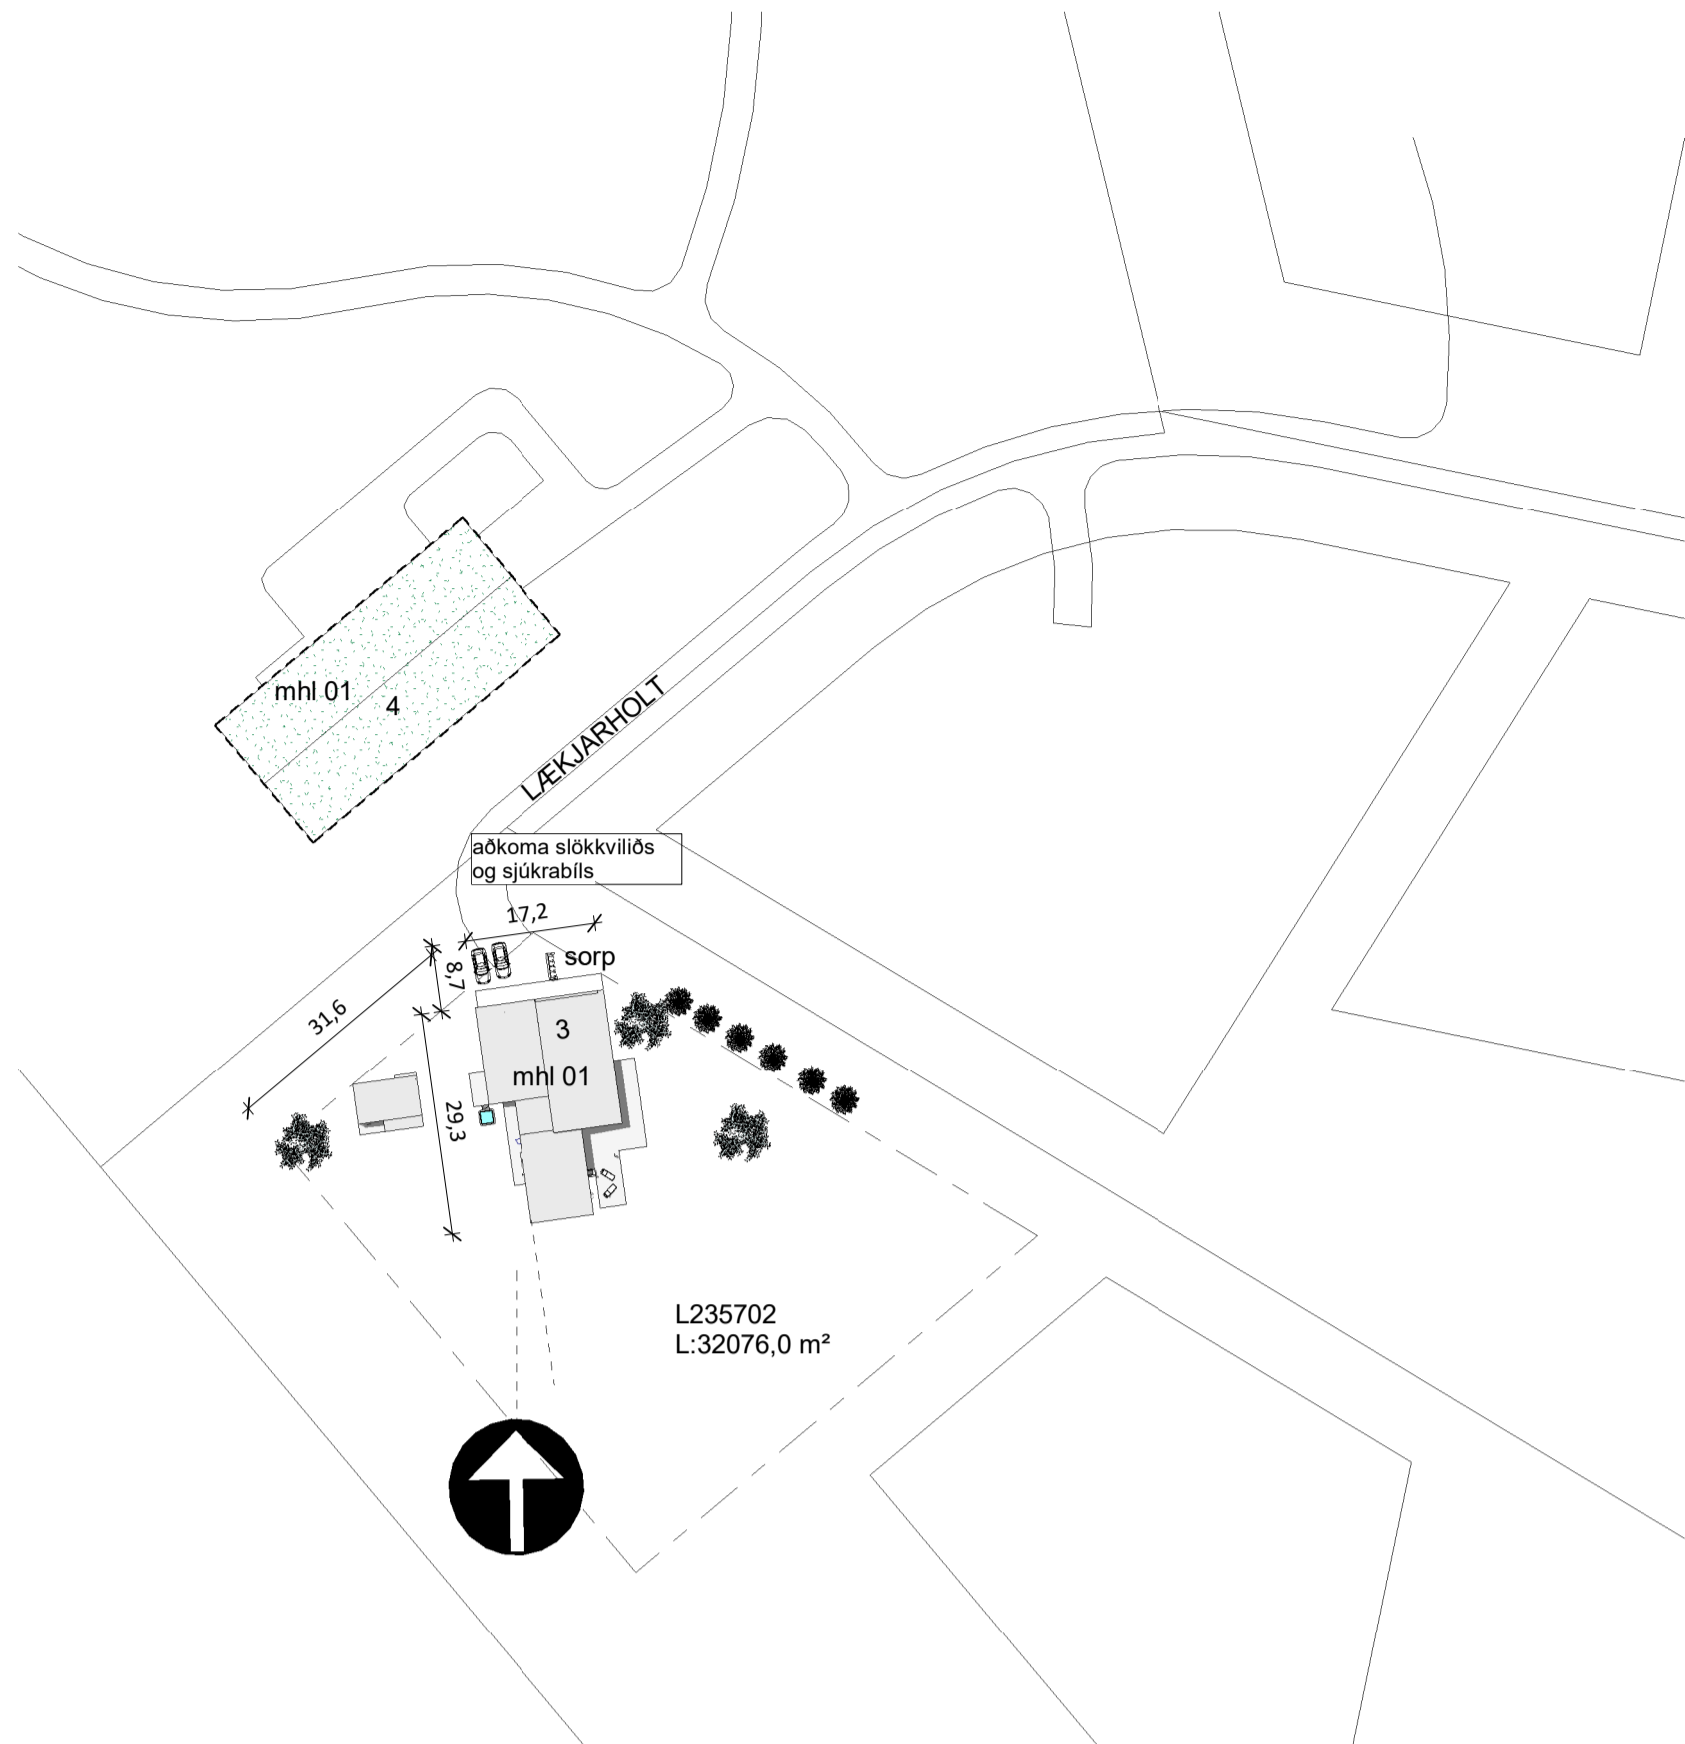 mhl 01
4
LÆKJARHOLT
aðkoma slökkviliðs
og sjúkrabíls
17,2
sorp
8,7
31,6
3
mhl 01
29,3
L235702
L:32076,0 m²